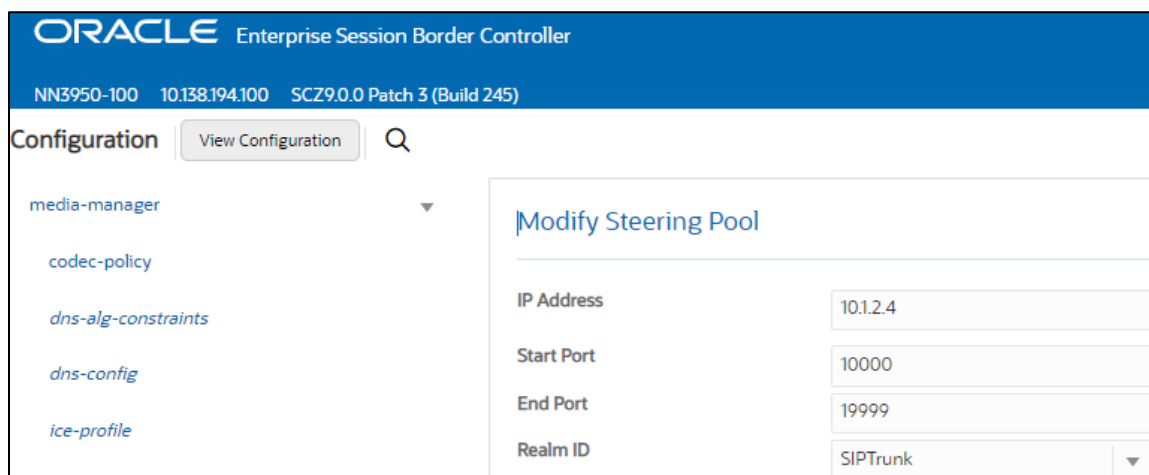 ORACLE Enterprise Session Border Controller
NN3950-100 10.138.194.100 SCZ9.0.0 Patch 3 (Build 245)
Configuration View Configuration
media-manager
codec-policy
dns-alg-constraints
dns-config
ice-profile
Modify Steering Pool
IP Address 10.1.2.4
Start Port 10000
End Port 19999
Realm ID SIPTrunk